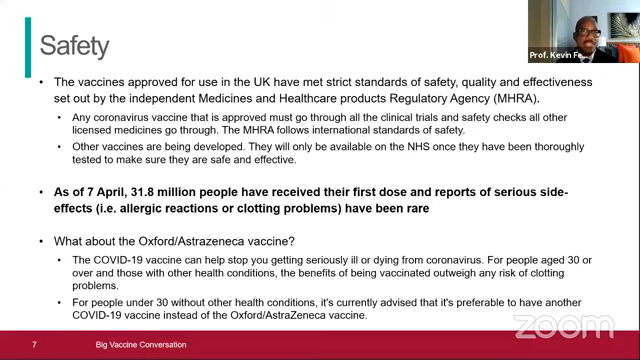 Safety
Prof. Kevin Fe...
• The vaccines approved for use in the UK have met strict standards of safety, quality and effectiveness
set out by the independent Medicines and Healthcare products Regulatory Agency (MHRA).
• Any coronavirus vaccine that is approved must go through all the clinical trials and safety checks all other
licensed medicines go through. The MHRA follows international standards of safety.
• Other vaccines are being developed. They will only be available on the NHS once they have been thoroughly
tested to make sure they are safe and effective.
• As of 7 April, 31.8 million people have received their first dose and reports of serious side-
effects (i.e. allergic reactions or clotting problems) have been rare
• What about the Oxford/Astrazeneca vaccine?
• The COVID-19 vaccine can help stop you getting seriously ill or dying from coronavirus. For people aged 30 or
over and those with other health conditions, the benefits of being vaccinated outweigh any risk of clotting
problems.
• For people under 30 without other health conditions, it's currently advised that it's preferable to have another
COVID-19 vaccine instead of the Oxford/AstraZeneca vaccine.
zoom
7 Big Vaccine Conversation